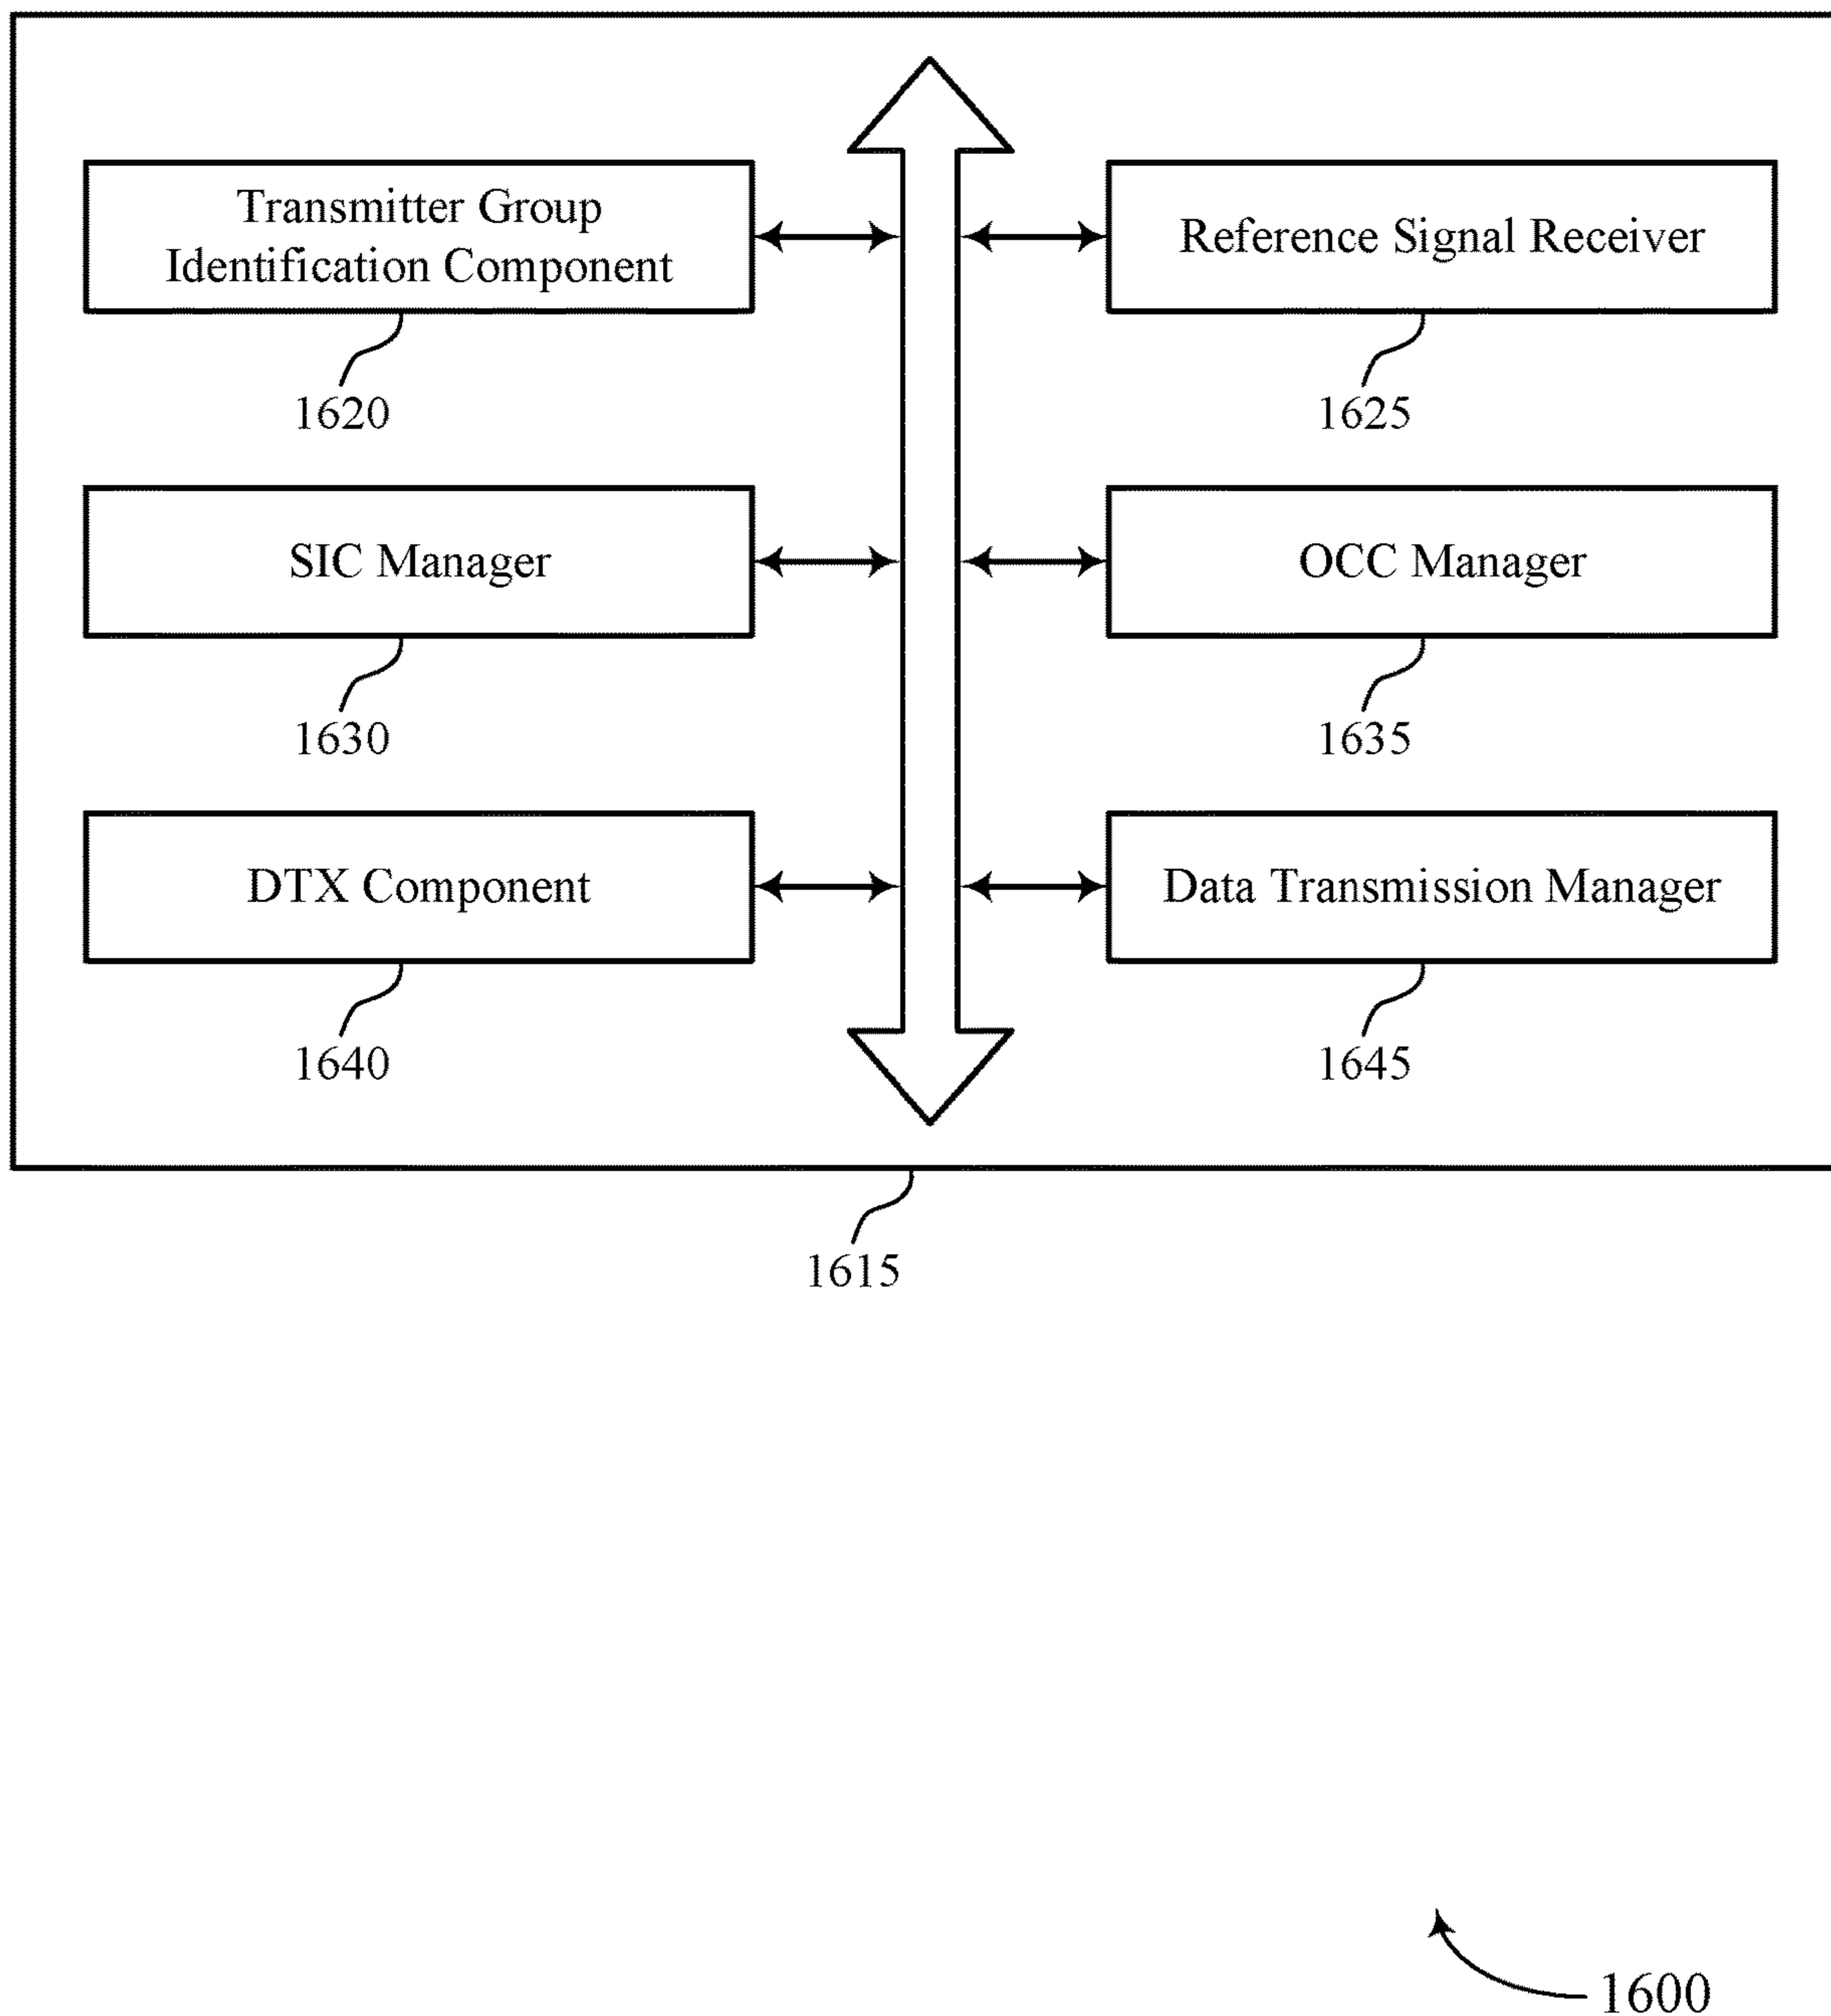 Transmitter Group
Identification Component
Reference Signal Receiver
1620
1625
SIC Manager
OCC Manager
1630
1635
DTX Component
Data Transmission Manager
1640
1645
1615
1600